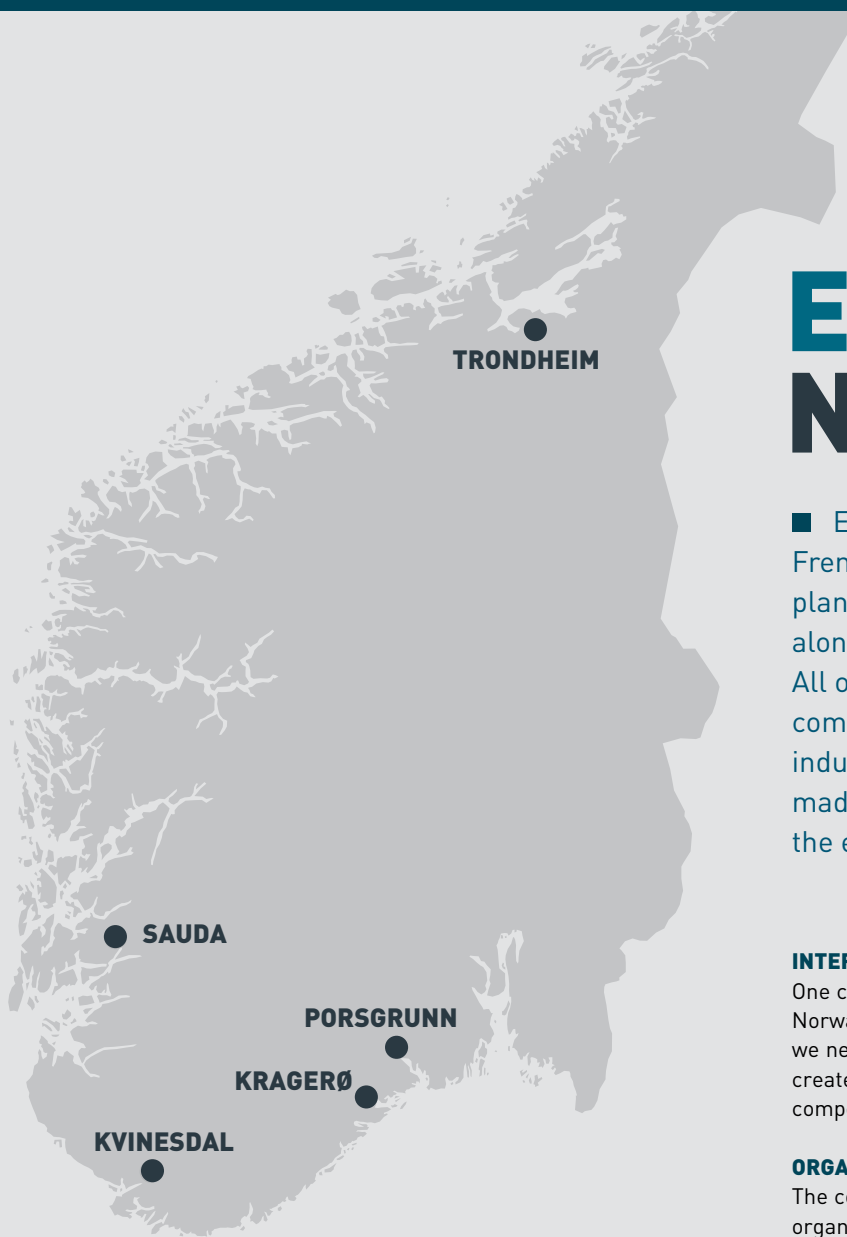 TRONDHEIM
SAUDA
PORSGRUNN
KRAGERØ
KVINESDAL
E
N
E
Fren
plan
alon
All o
com
indu
mad
the e
INTER
One c
Norwa
we ne
create
comp
ORGA
The co
organ